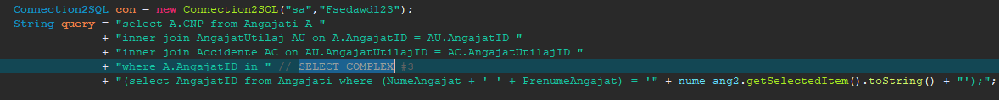 Connection2SQL con = new Connection2SQL("sa","Fsedawd123");
String query = "select A.CNP from Angajati A "
+ "inner join AngajatUtilaj AU on A.AngajatID = AU.AngajatID "
+ "inner join Accidente AC on AU.AngajatUtilajID = AC.AngajatUtilajID "
+ "where A.AngajatID in " // SELECT COMPLEX #3
+ "(select AngajatID from Angajati where (NumeAngajat + ' ' + PrenumeAngajat) = '" + nume_ang2.getSelectedItem().toString() + "');";